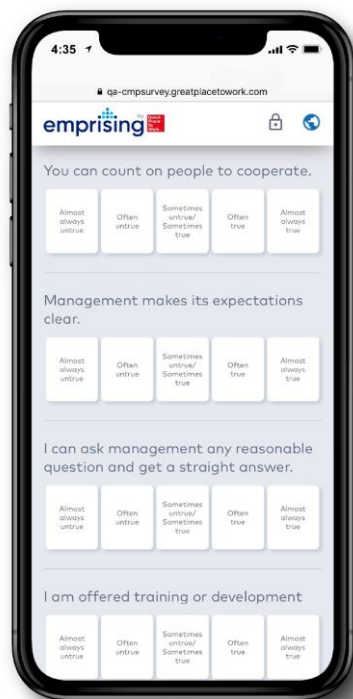 4:35
qa-cmpsurvey.greatplacetowork.com
emprising Great Place To Work
You can count on people to cooperate.
Almost always untrue
Often untrue
Sometimes untrue/ Sometimes true
Often true
Almost always true
Management makes its expectations
clear.
Almost always untrue
Often untrue
Sometimes untrue/ Sometimes true
Often true
Almost always true
I can ask management any reasonable
question and get a straight answer.
Almost always untrue
Often untrue
Sometimes untrue/ Sometimes true
Often true
Almost always true
I am offered training or development
Almost always untrue
Often untrue
Sometimes untrue/ Sometimes true
Often true
Almost always true